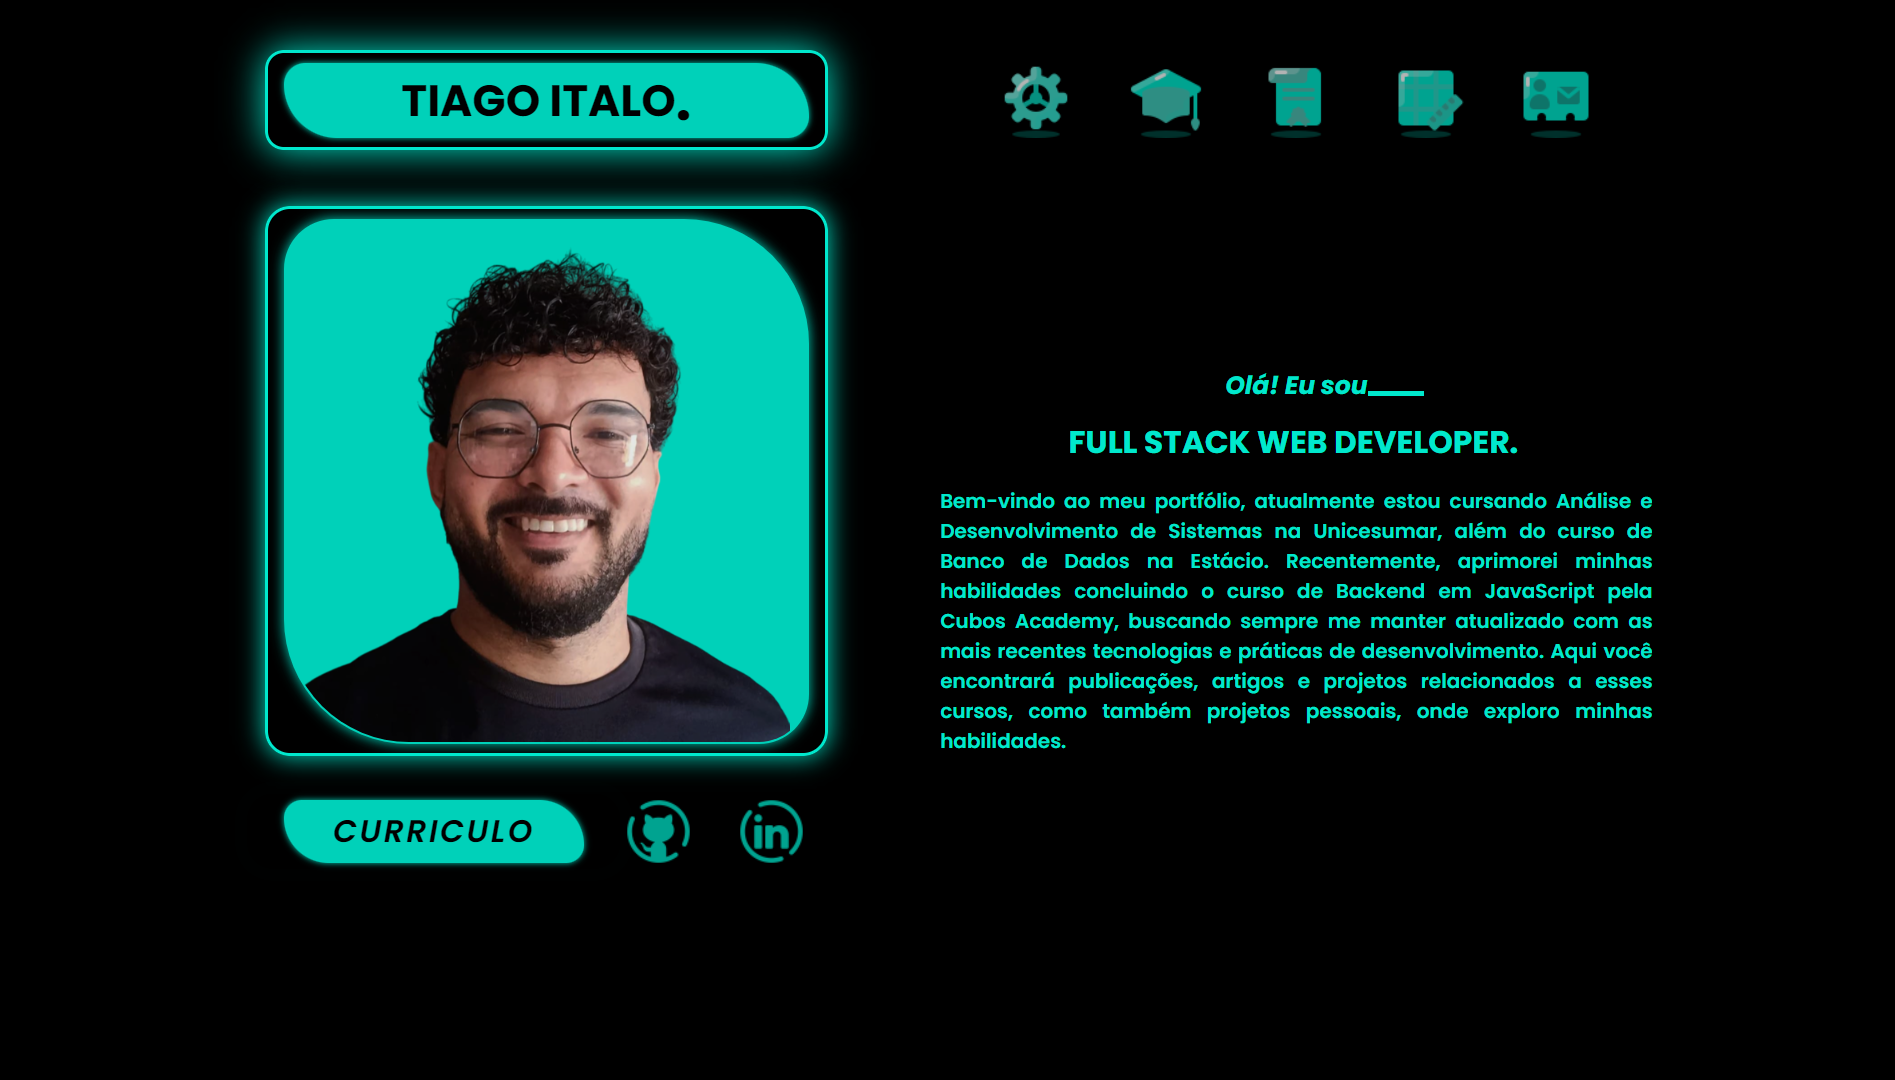 TIAGO ITALO.
Olá! Eu sou____
FULL STACK WEB DEVELOPER.
Bem-vindo ao meu portfólio, atualmente estou cursando Análise e
Desenvolvimento de Sistemas na Unicesumar, além do curso de
Banco de Dados na Estácio. Recentemente, aprimorei minhas
habilidades concluindo o curso de Backend em JavaScript pela
Cubos Academy, buscando sempre me manter atualizado com as
mais recentes tecnologias e práticas de desenvolvimento. Aqui você
encontrará publicações, artigos e projetos relacionados a esses
cursos, como também projetos pessoais, onde exploro minhas
habilidades.
CURRICULO
in